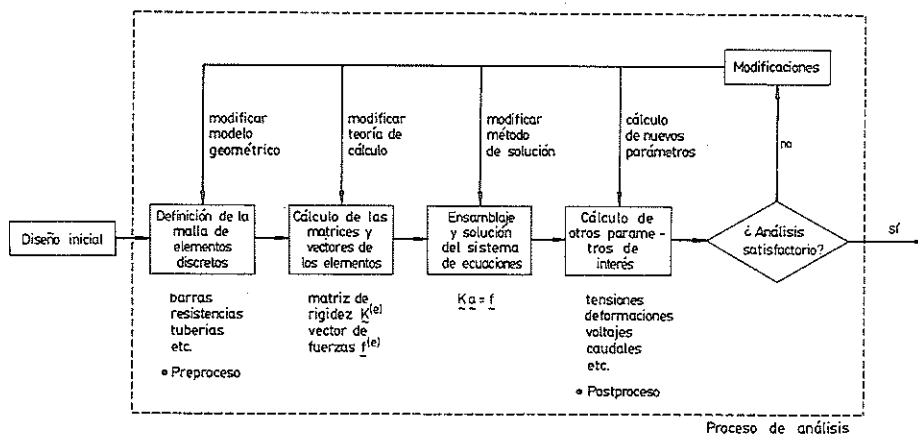 Modificaciones
modificar
modelo
geométrico
modificar
teoría de
cálculo
modificar
método
de solución
cálculo
de nuevos
parámetros
no
Diseño inicial
Definición de la
malla de
elementos
discretos
Cálculo de las
matrices y
vectores de
los elementos
Ensamblaje y
solución
del sistema
de ecuaciones
Cálculo de
otros parame-
tros de
interés
¿ Análisis
satisfactorio?
sí
barras
resistencias
tuberias
etc.
• Preproceso
matriz de
rigidez K(e)
vector de
fuerzas f(e)
K a = f
tensiones
deformaciones
voltajes
caudales
etc.
• Postproceso
Proceso de análisis